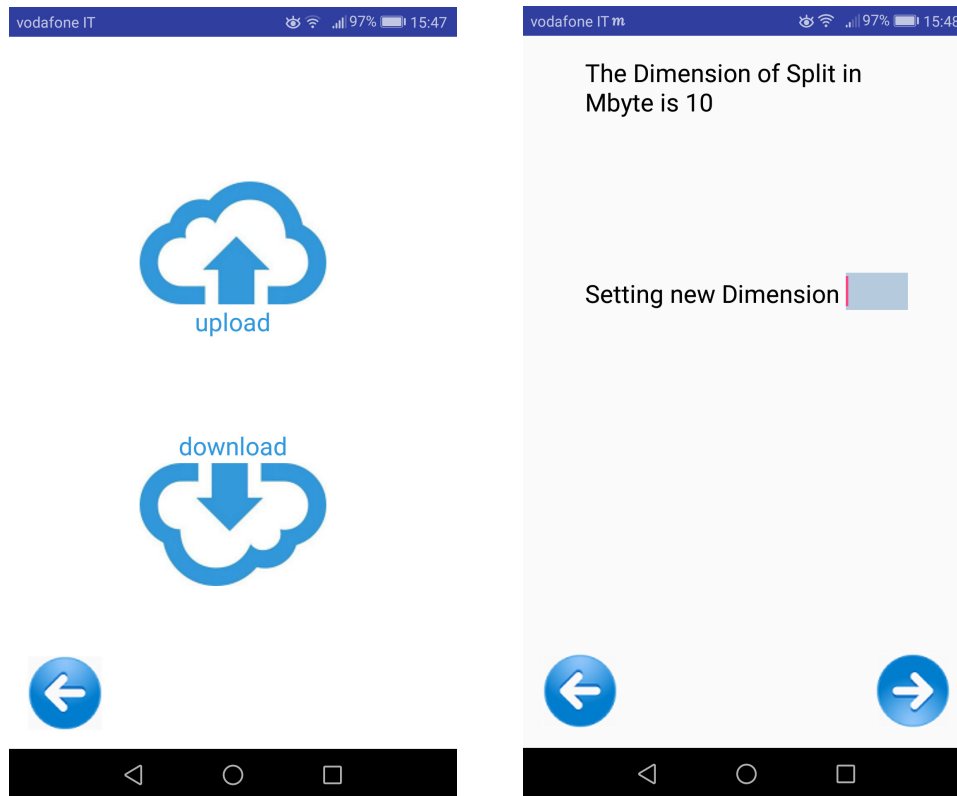 vodafone IT 97% 15:47
upload
download
vodafone IT m 97% 15:48
The Dimension of Split in
Mbyte is 10
Setting new Dimension